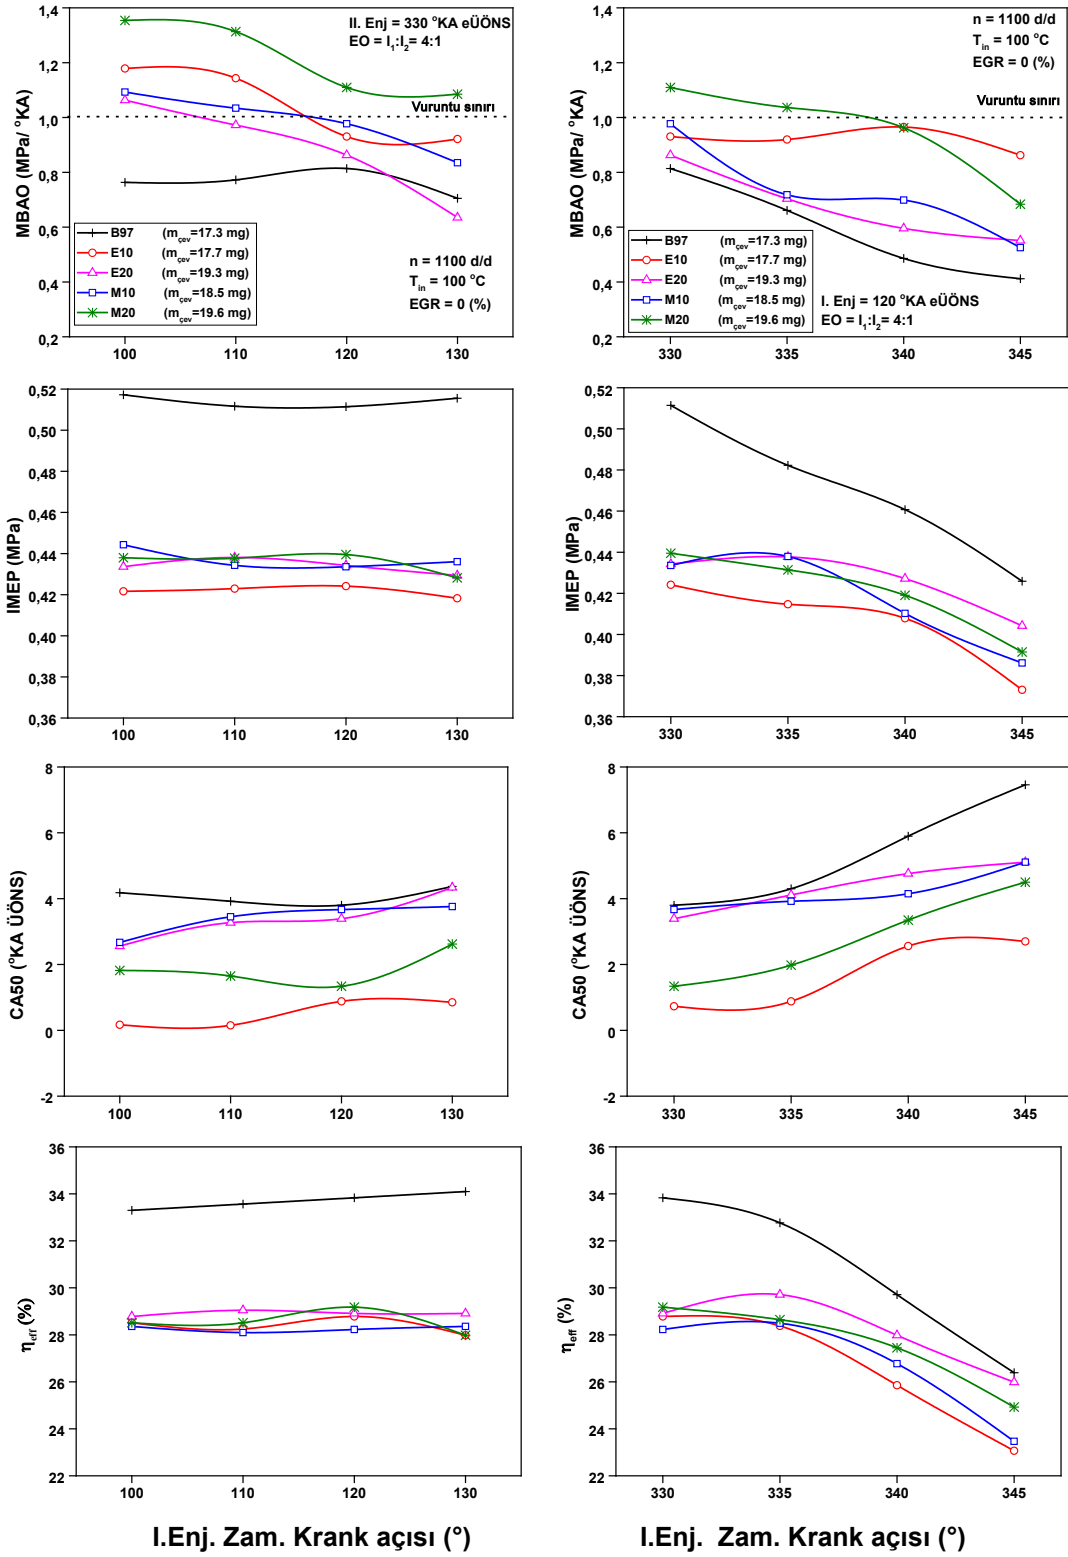 1,4
1,2
1,0
0,8
0,6
0,4
0,2
MBAO (MPa/ °KA)
II. Enj = 330 °KA eÜÖNS
EO = I₁:I₂= 4:1
Vuruntu sınırı
B97 (mçev=17.3 mg)
E10 (mçev=17.7 mg)
E20 (mçev=19.3 mg)
M10 (mçev=18.5 mg)
M20 (mçev=19.6 mg)
n = 1100 d/d
Tin = 100 °C
EGR = 0 (%)
100 110 120 130
1,4
1,2
1,0
0,8
0,6
0,4
0,2
MBAO (MPa/ °KA)
n = 1100 d/d
Tin = 100 °C
EGR = 0 (%)
Vuruntu sınırı
B97 (mçev=17.3 mg)
E10 (mçev=17.7 mg)
E20 (mçev=19.3 mg)
M10 (mçev=18.5 mg)
M20 (mçev=19.6 mg)
I. Enj = 120 °KA eÜÖNS
EO = I₁:I₂= 4:1
330 335 340 345
0,52
0,50
0,48
0,46
0,44
0,42
0,40
0,38
0,36
IMEP (MPa)
100 110 120 130
0,52
0,50
0,48
0,46
0,44
0,42
0,40
0,38
0,36
IMEP (MPa)
330 335 340 345
8
6
4
2
0
-2
CA50 (°KA ÜÖNS)
100 110 120 130
8
6
4
2
0
-2
CA50 (°KA ÜÖNS)
330 335 340 345
36
34
32
30
28
26
24
22
ηeff (%)
100 110 120 130
36
34
32
30
28
26
24
22
ηeff (%)
330 335 340 345
I.Enj. Zam. Krank açısı (°)
I.Enj. Zam. Krank açısı (°)